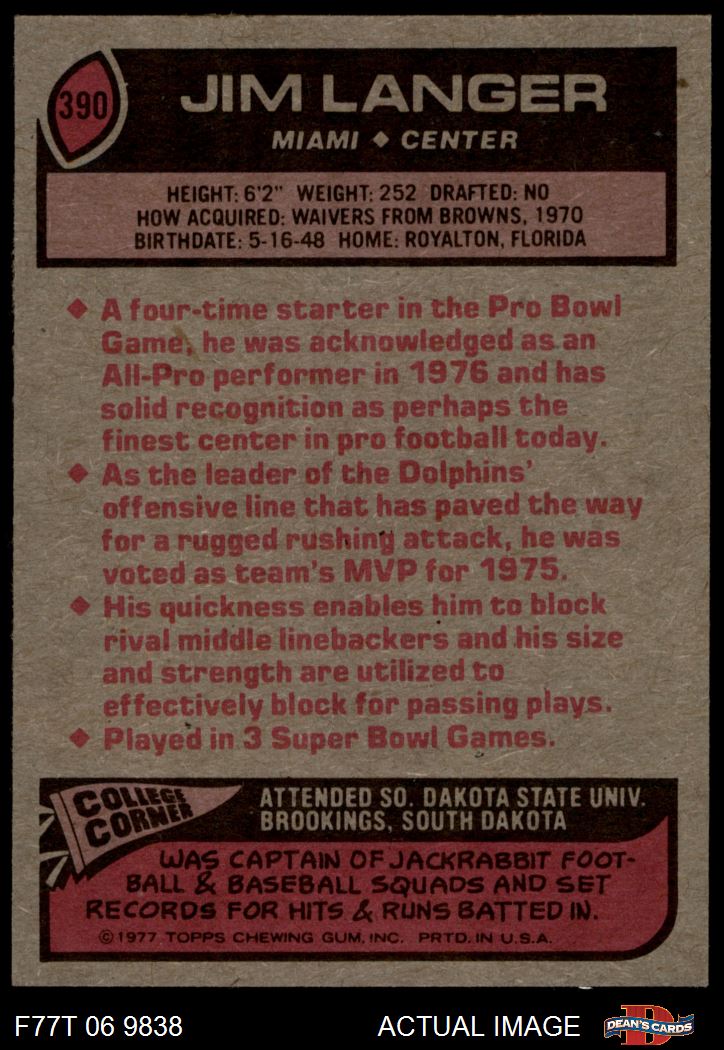 390
JIM LANGER
MIAMI ◆ CENTER
HEIGHT: 6'2" WEIGHT: 252 DRAFTED: NO
HOW ACQUIRED: WAIVERS FROM BROWNS, 1970
BIRTHDATE: 5-16-48 HOME: ROYALTON, FLORIDA
◆ A four-time starter in the Pro Bowl
Game, he was acknowledged as an
All-Pro performer in 1976 and has
solid recognition as perhaps the
finest center in pro football today.
◆ As the leader of the Dolphins'
offensive line that has paved the way
for a rugged rushing attack, he was
voted as team's MVP for 1975.
◆ His quickness enables him to block
rival middle linebackers and his size
and strength are utilized to
effectively block for passing plays.
◆ Played in 3 Super Bowl Games.
COLLEGE
CORNER
ATTENDED SO. DAKOTA STATE UNIV.
BROOKINGS, SOUTH DAKOTA
WAS CAPTAIN OF JACKRABBIT FOOT-
BALL & BASEBALL SQUADS AND SET
RECORDS FOR HITS & RUNS BATTED IN.
©1977 TOPPS CHEWING GUM, INC. PRTD. IN U.S.A.
F77T 06 9838
ACTUAL IMAGE
D
DEAN'S CARDS